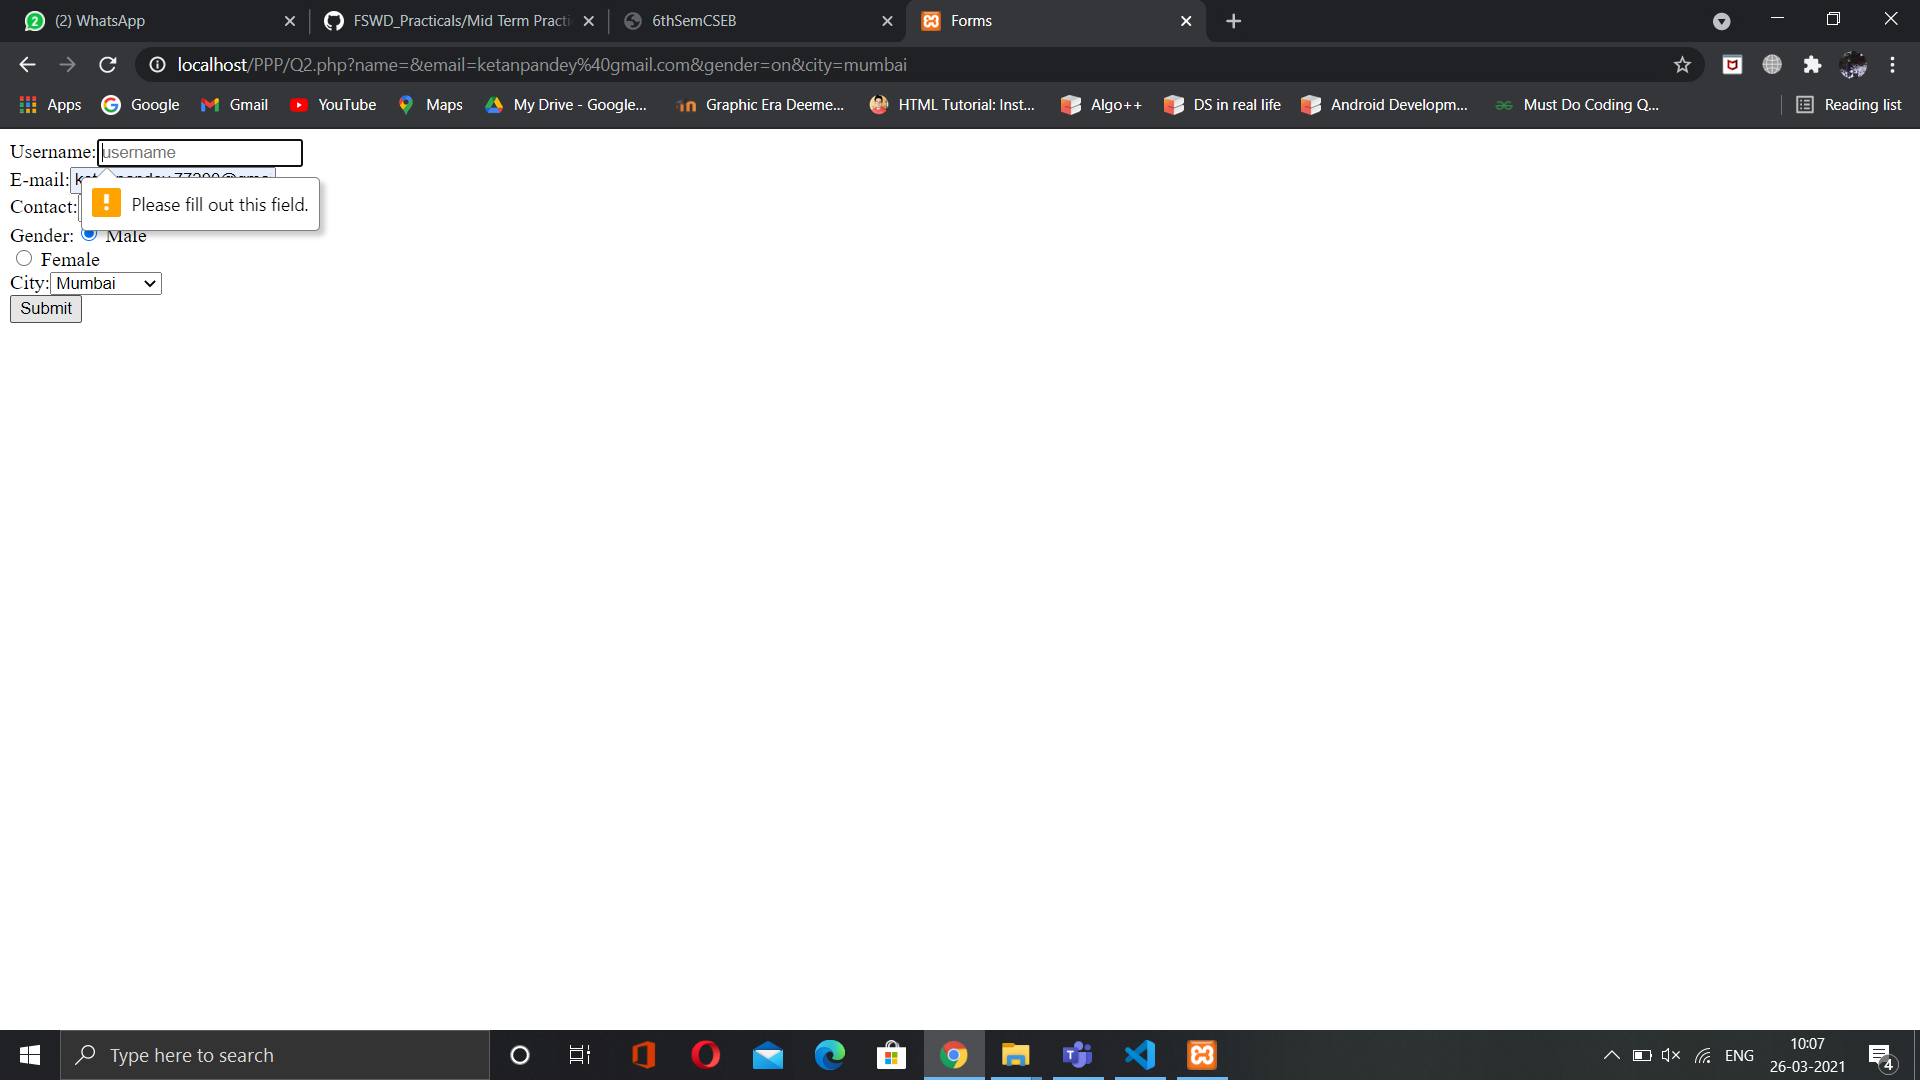 (2) WhatsApp
FSWD_Practicals/Mid Term Practi
6thSemCSEB
Forms
localhost/PPP/Q2.php?name=&email=ketanpandey%40gmail.com&gender=on&city=mumbai
Apps
Google
Gmail
YouTube
Maps
My Drive - Google...
Graphic Era Deeme...
HTML Tutorial: Inst...
Algo++
DS in real life
Android Developm...
Must Do Coding Q...
Reading list
Username: username
E-mail:
Please fill out this field.
Contact:
Gender: Male
Female
City: Mumbai
Submit
Type here to search
ENG
10:07
26-03-2021
4